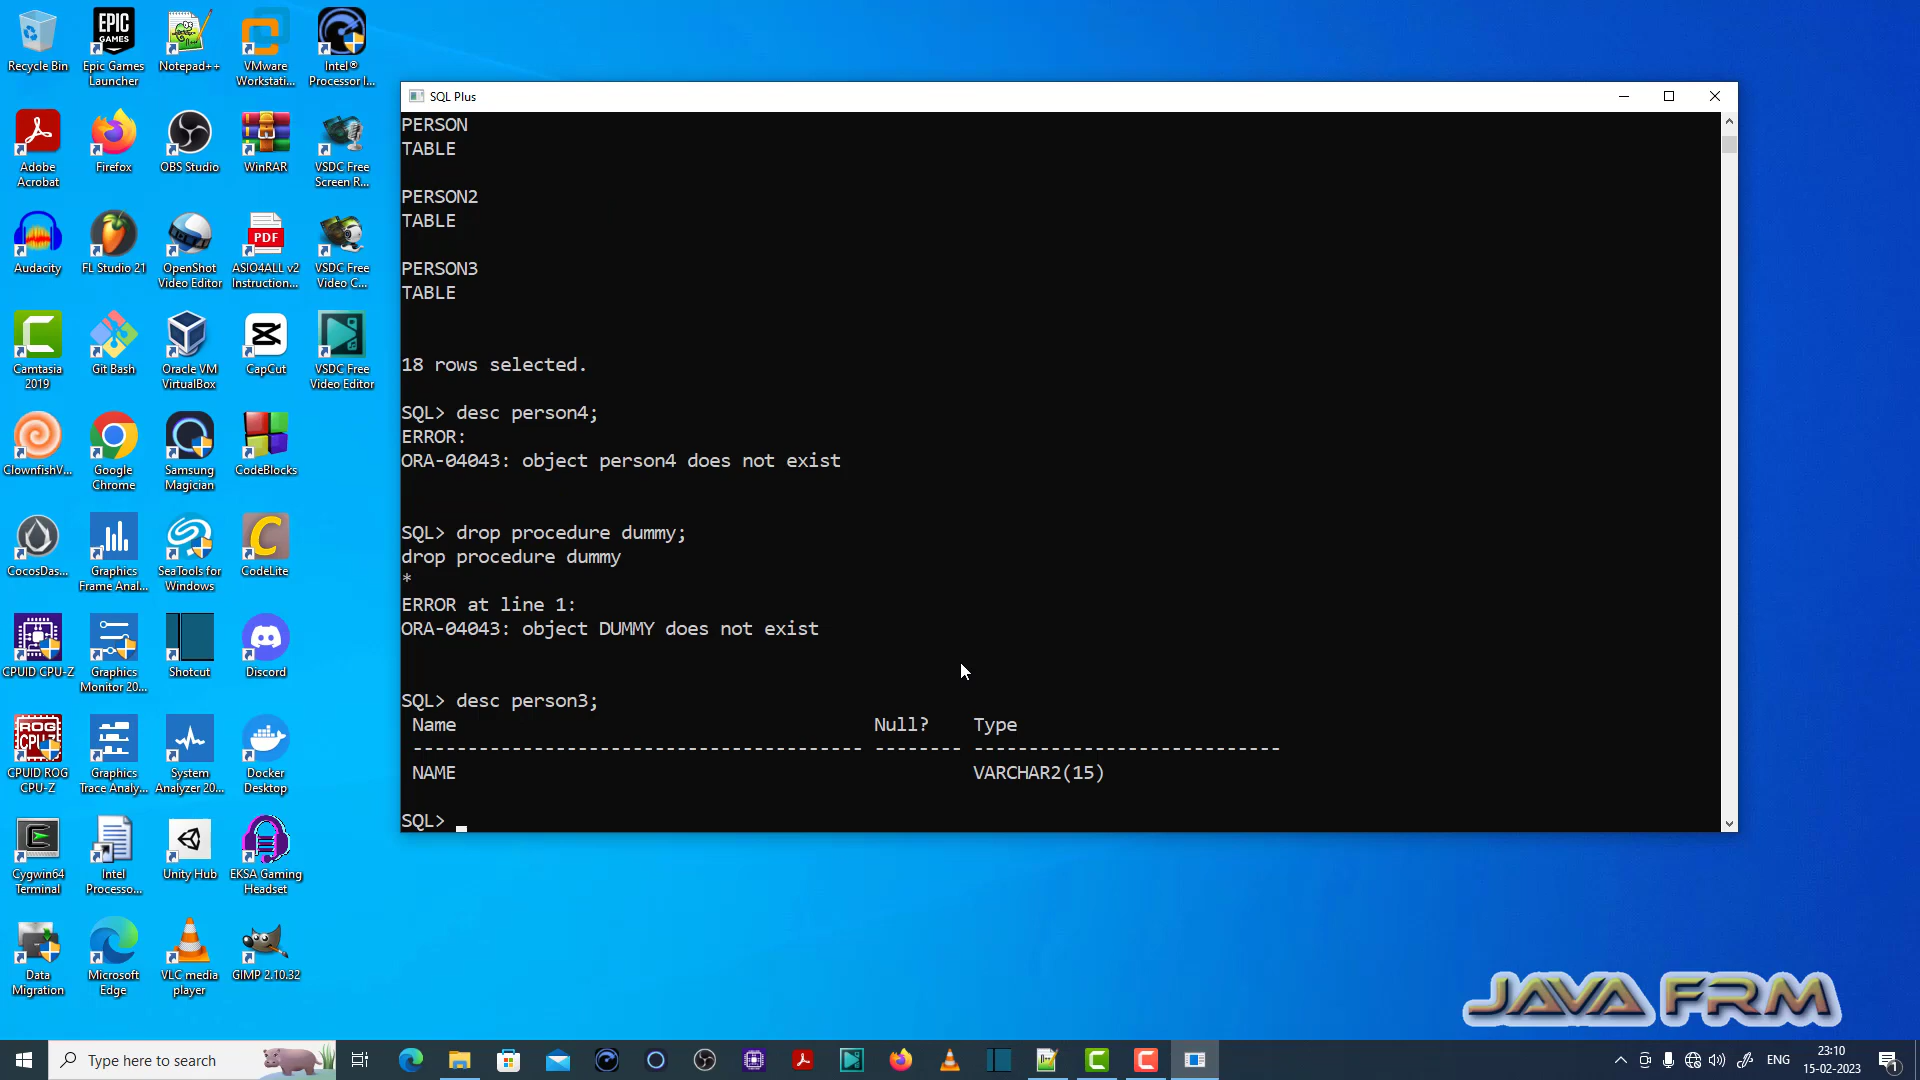 Recycle Bin
Epic Games Launcher
Notepad++
VMware Workstati...
Intel® Processor I...
Adobe Acrobat
Firefox
OBS Studio
WinRAR
VSDC Free Screen R...
Audacity
FL Studio 21
OpenShot Video Editor
ASIO4ALL v2 Instruction...
VSDC Free Video C...
Camtasia 2019
Git Bash
Oracle VM VirtualBox
CapCut
VSDC Free Video Editor
ClownfishV...
Google Chrome
Samsung Magician
CodeBlocks
CocosDas...
Graphics Frame Anal...
SeaTools for Windows
CodeLite
CPUID CPU-Z
Graphics Monitor 20...
Shotcut
Discord
CPUID ROG CPU-Z
Graphics Trace Analy...
System Analyzer 20...
Docker Desktop
Cygwin64 Terminal
Intel Processo...
Unity Hub
EKSA Gaming Headset
Data Migration
Microsoft Edge
VLC media player
GIMP 2.10.32
EPIC GAMES
PDF
ROG CPU-Z
SQL Plus
PERSON
TABLE
PERSON2
TABLE
PERSON3
TABLE
18 rows selected.
SQL> desc person4;
ERROR:
ORA-04043: object person4 does not exist
SQL> drop procedure dummy;
drop procedure dummy
*
ERROR at line 1:
ORA-04043: object DUMMY does not exist
SQL> desc person3;
Name Null? Type
----------------------------------------- -------- ----------------------------
NAME VARCHAR2(15)
SQL>
JAVA FRM
Type here to search
ENG
23:10
15-02-2023
1